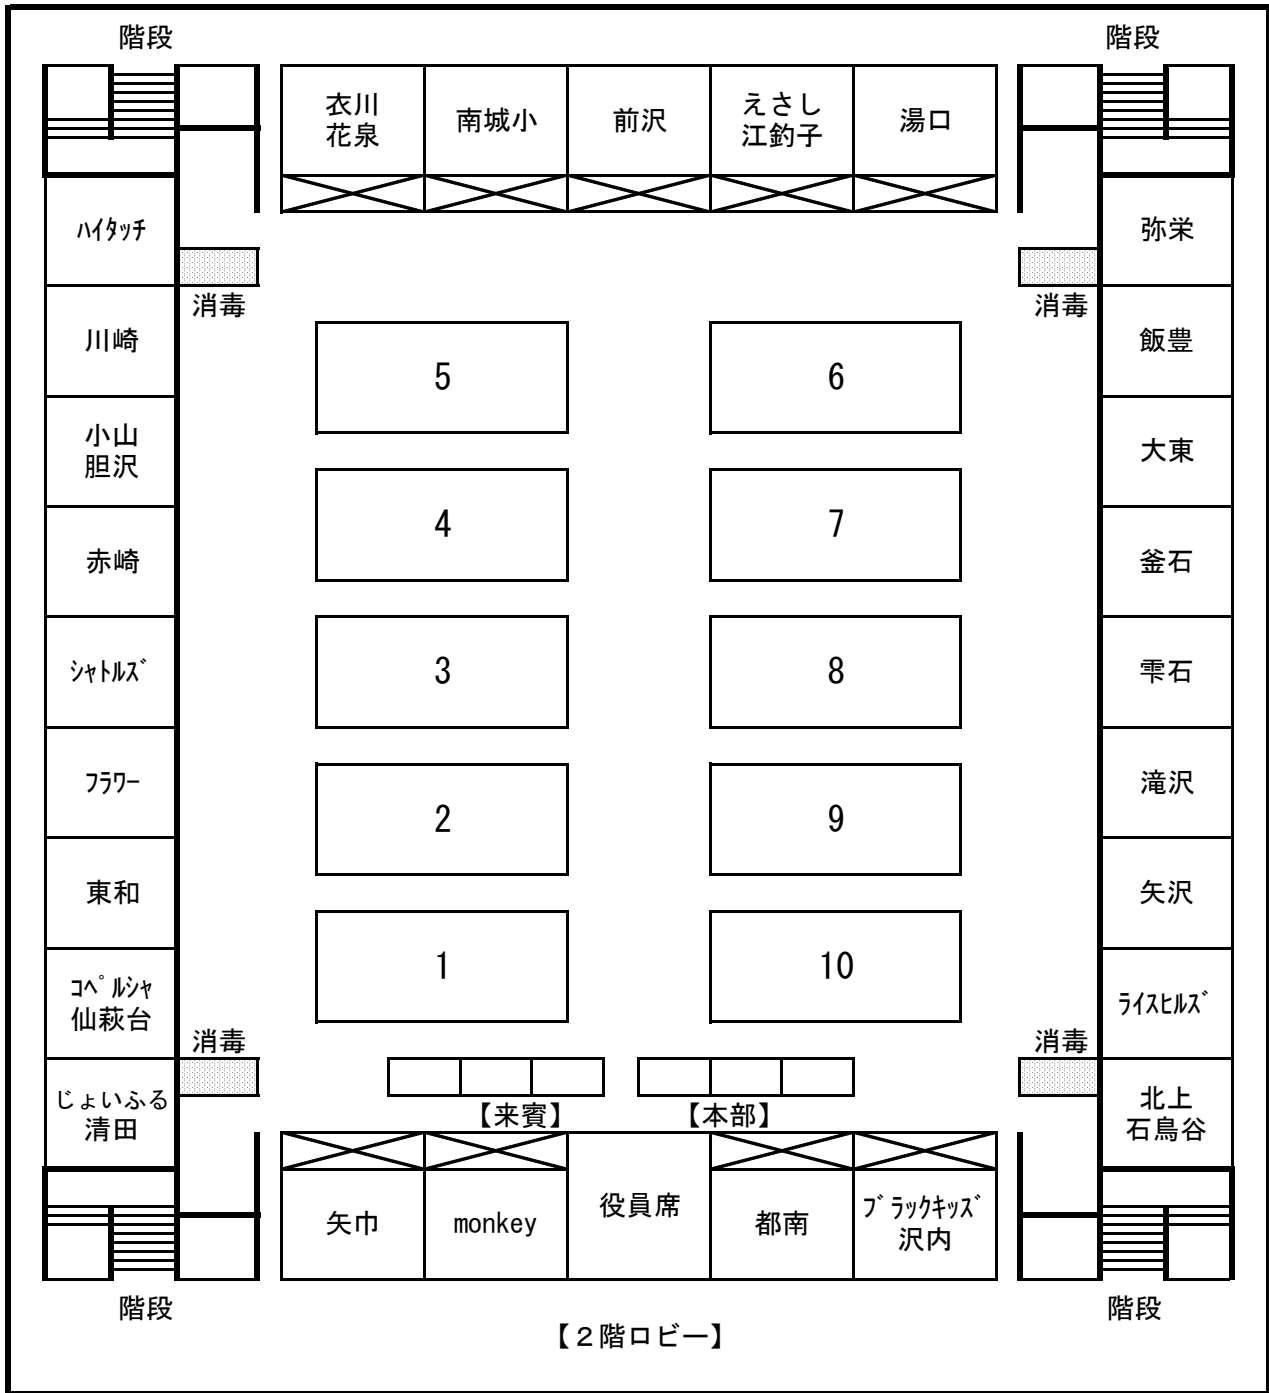 階段
階段
衣川
花泉
南城小
前沢
えさし
江釣子
湯口
ﾊｲﾀｯﾁ
弥栄
消毒
消毒
川崎
飯豊
5
6
小山
胆沢
大東
4
7
赤崎
釜石
3
8
ｼｬﾄﾙｽﾞ
雫石
2
9
ﾌﾗﾜｰ
滝沢
東和
矢沢
1
10
ｺﾍﾟﾙｼｬ
仙萩台
ﾗｲｽﾋﾙｽﾞ
消毒
消毒
じょいふる
清田
【来賓】
【本部】
北上
石鳥谷
矢巾
monkey
役員席
都南
ﾌﾞﾗｯｸｷｯｽﾞ
沢内
階段
階段
【２階ロビー】